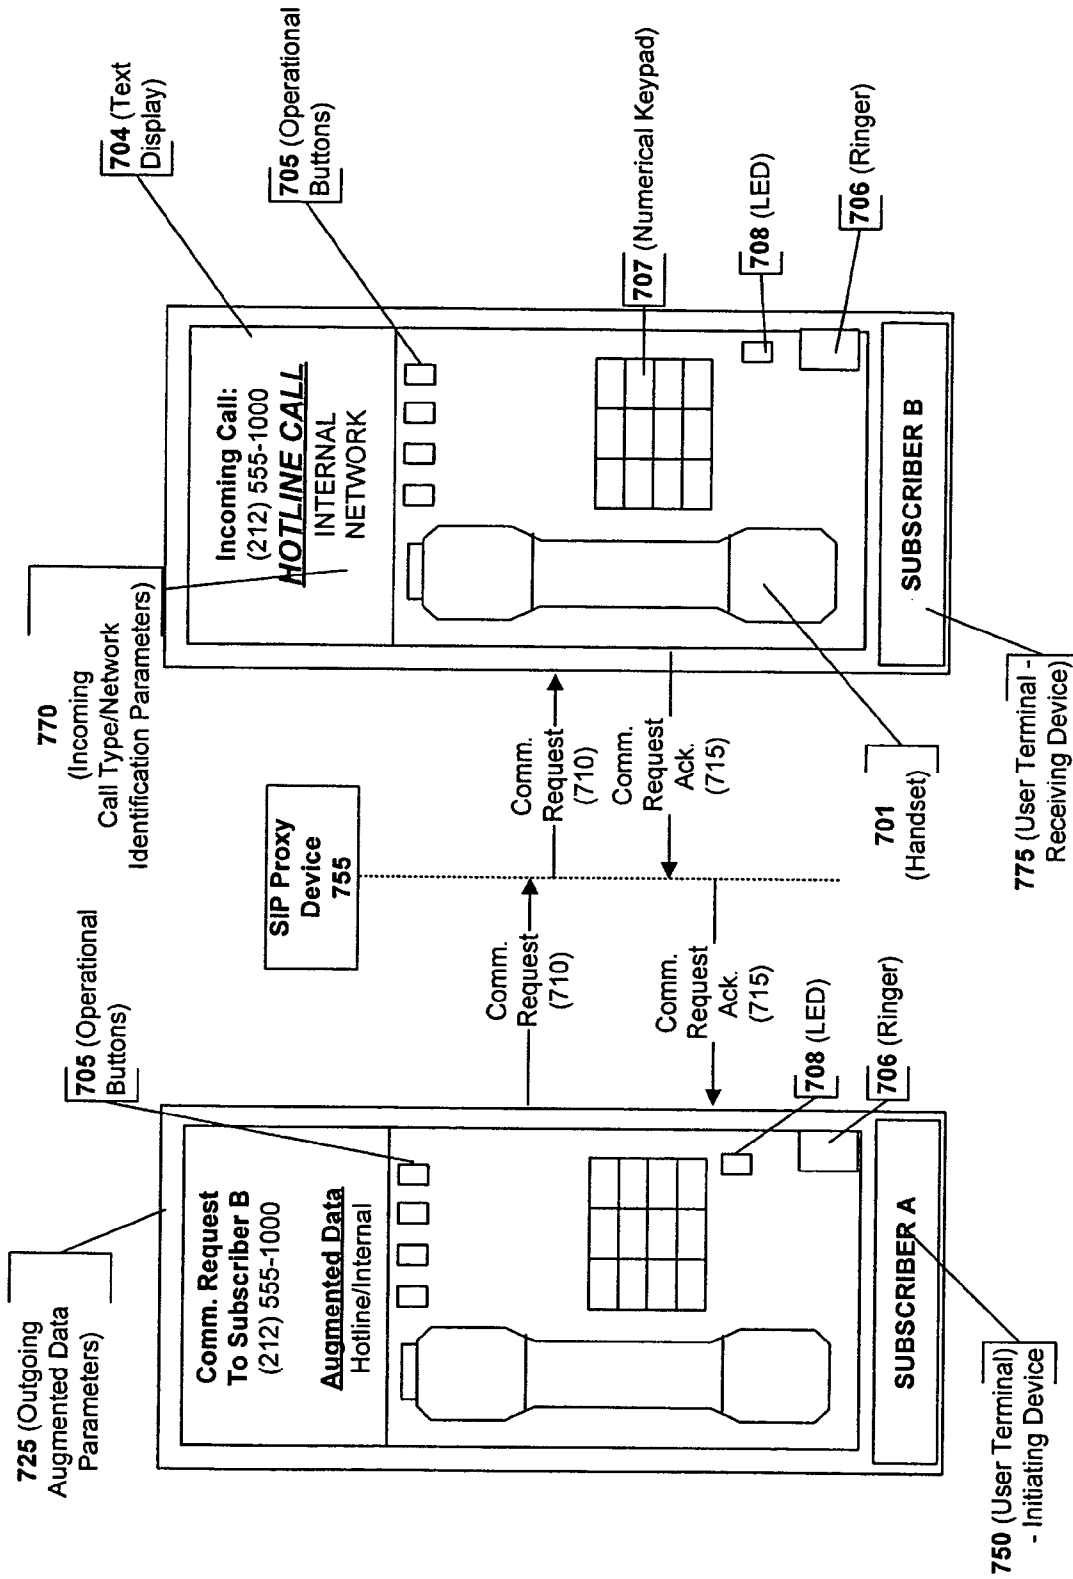 725 (Outgoing
Augmented Data
Parameters)
705 (Operational
Buttons)
770
(Incoming
Call Type/Network
Identification Parameters)
704 (Text
Display)
705 (Operational
Buttons)
Comm. Request
To Subscriber B
(212) 555-1000
Augmented Data
Hotline/Internal
SIP Proxy
Device
755
Incoming Call:
(212) 555-1000
HOTLINE CALL
INTERNAL
NETWORK
Comm.
Request
(710)
Comm.
Request
(710)
Comm.
Request
Ack.
(715)
Comm.
Request
Ack.
(715)
707 (Numerical Keypad)
708 (LED)
706 (Ringer)
708 (LED)
706 (Ringer)
SUBSCRIBER A
SUBSCRIBER B
701
(Handset)
750 (User Terminal)
- Initiating Device
775 (User Terminal -
Receiving Device)